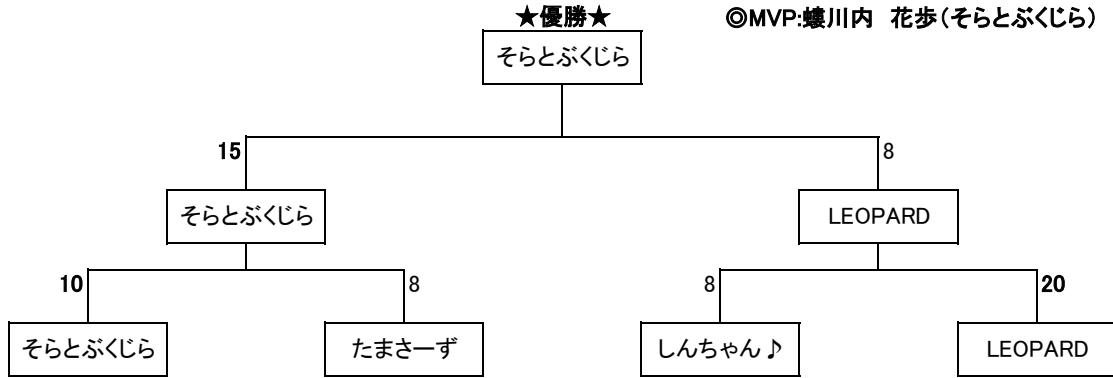 ★優勝★ ◎MVP:蟶川内 花歩(そらとぶくじら)
そらとぶくじら
15 8
そらとぶくじら LEOPARD
10 8 8 20
そらとぶくじら たまさーず しんちゃん♪ LEOPARD